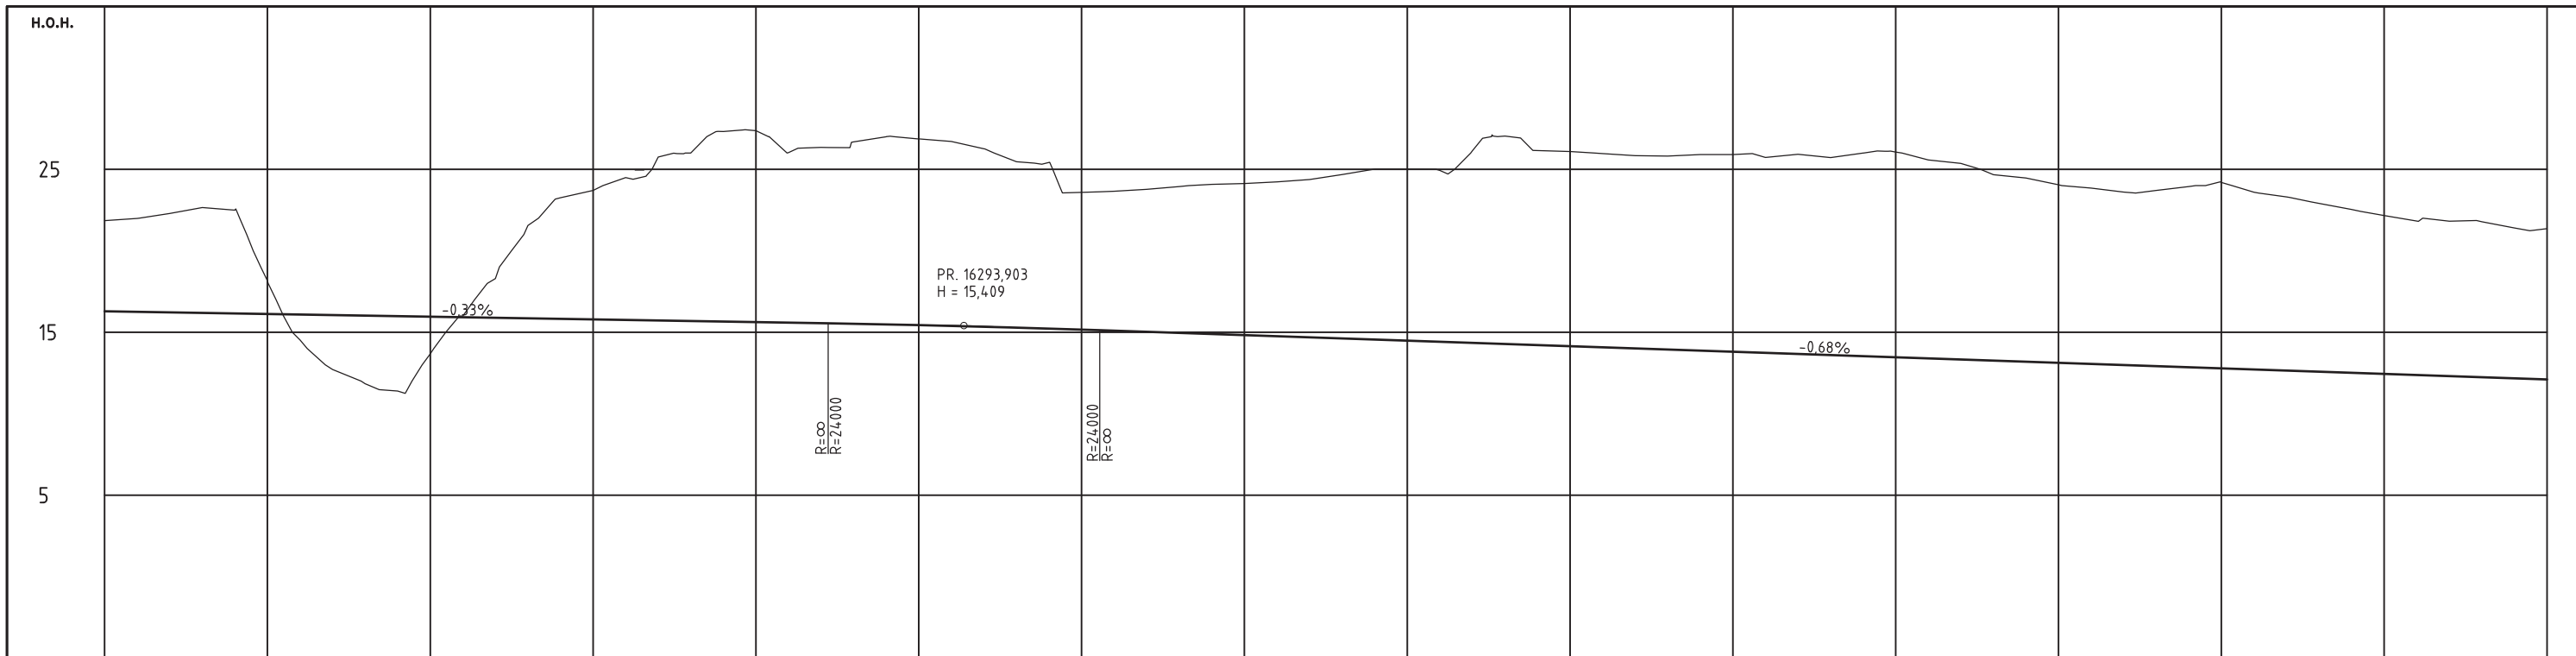 H.O.H.
25
PR. 16293,903
H = 15,409
-0,33%
15
-0,68%
R=∞
R=24000
R=24000
R=∞
5